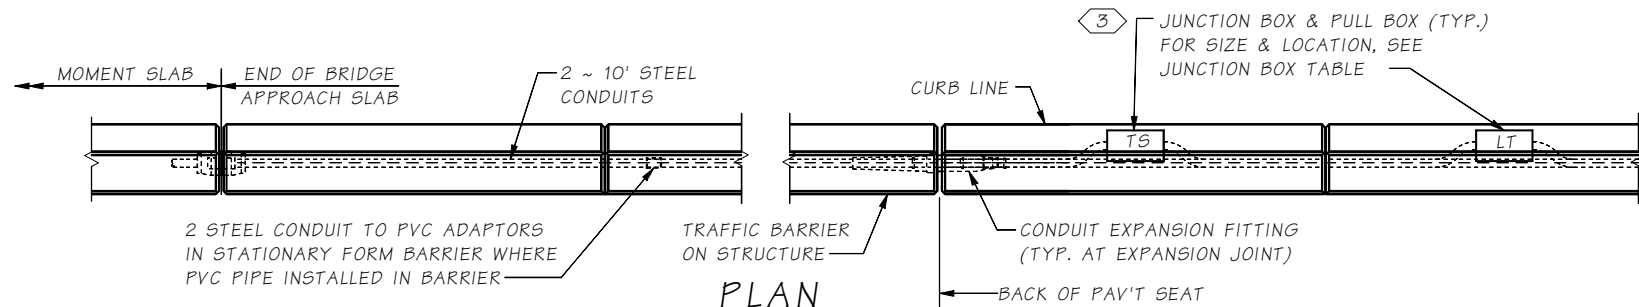 MOMENT SLAB
END OF BRIDGE
APPROACH SLAB
2 ~ 10' STEEL
CONDUITS
CURB LINE
3
JUNCTION BOX & PULL BOX (TYP.)
FOR SIZE & LOCATION, SEE
JUNCTION BOX TABLE
TS
LT
2 STEEL CONDUIT TO PVC ADAPTORS
IN STATIONARY FORM BARRIER WHERE
PVC PIPE INSTALLED IN BARRIER
TRAFFIC BARRIER
ON STRUCTURE
CONDUIT EXPANSION FITTING
(TYP. AT EXPANSION JOINT)
BACK OF PAV'T SEAT
PLAN